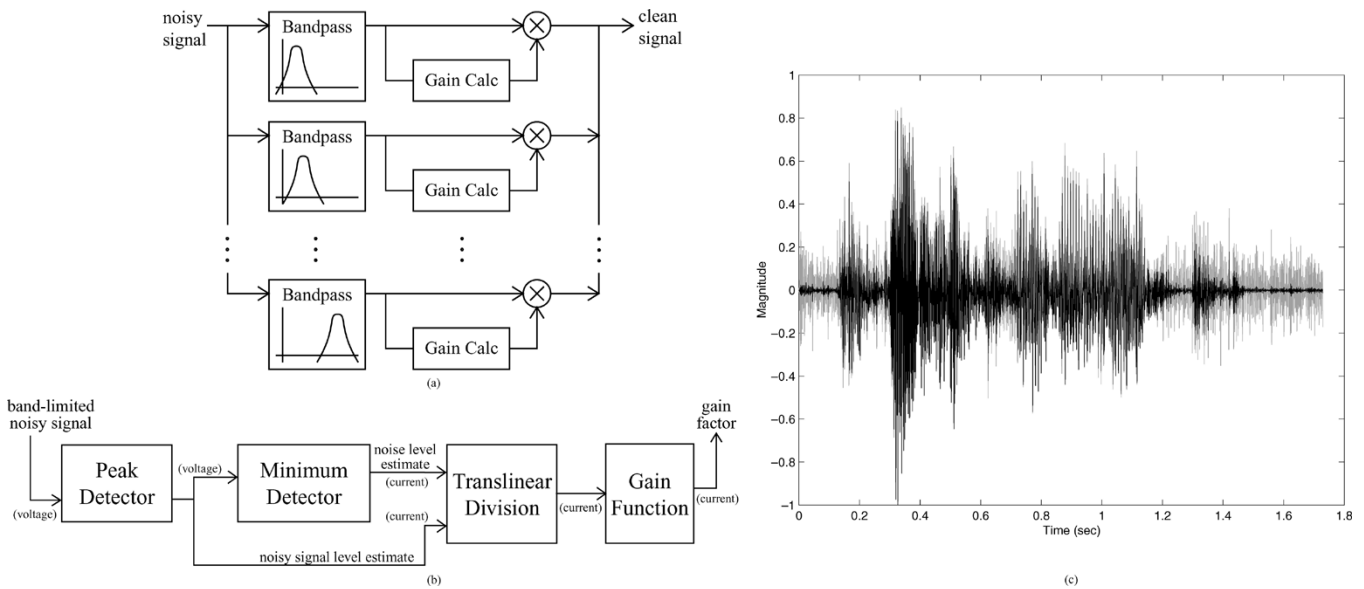 noisy
signal
Bandpass
Gain Calc
clean
signal
Bandpass
Gain Calc
Bandpass
Gain Calc
(a)
band-limited
noisy signal
(voltage)
Peak
Detector
(voltage)
Minimum
Detector
noise level
estimate
(current)
(current)
noisy signal level estimate
Translinear
Division
(current)
Gain
Function
gain
factor
(current)
(b)
1
0.8
0.6
0.4
0.2
0
−0.2
−0.4
−0.6
−0.8
−1
Magnitude
0 0.2 0.4 0.6 0.8 1 1.2 1.4 1.6 1.8
Time (sec)
(c)